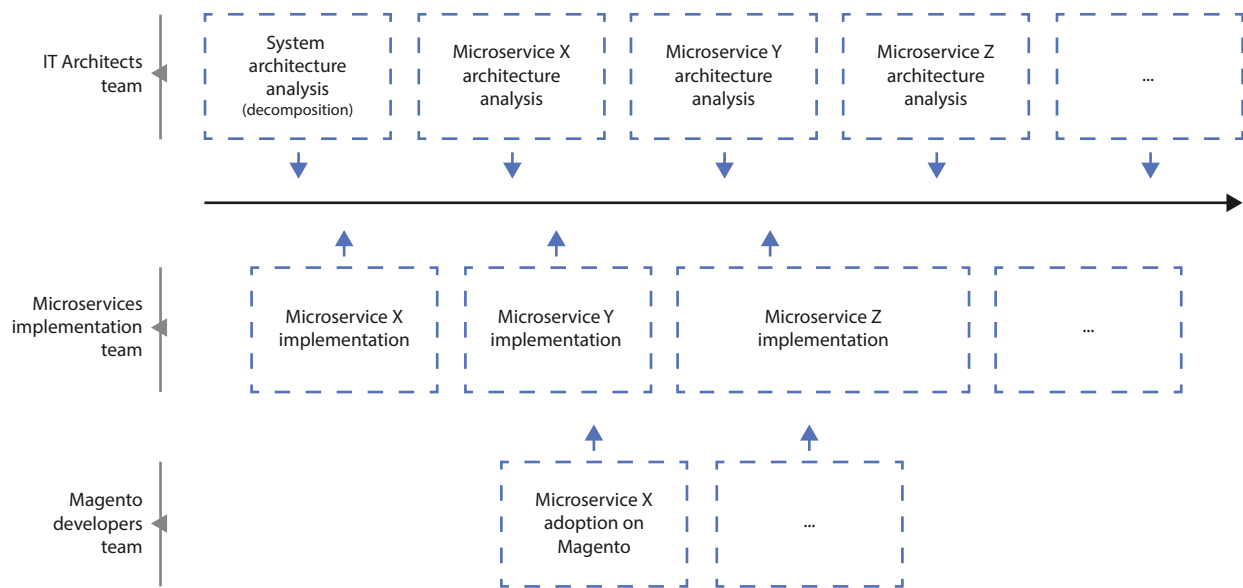 IT Architects
team
System
architecture
analysis
(decomposition)
Microservice X
architecture
analysis
Microservice Y
architecture
analysis
Microservice Z
architecture
analysis
...
Microservices
implementation
team
Microservice X
implementation
Microservice Y
implementation
Microservice Z
implementation
...
Magento
developers
team
Microservice X
adoption on
Magento
...